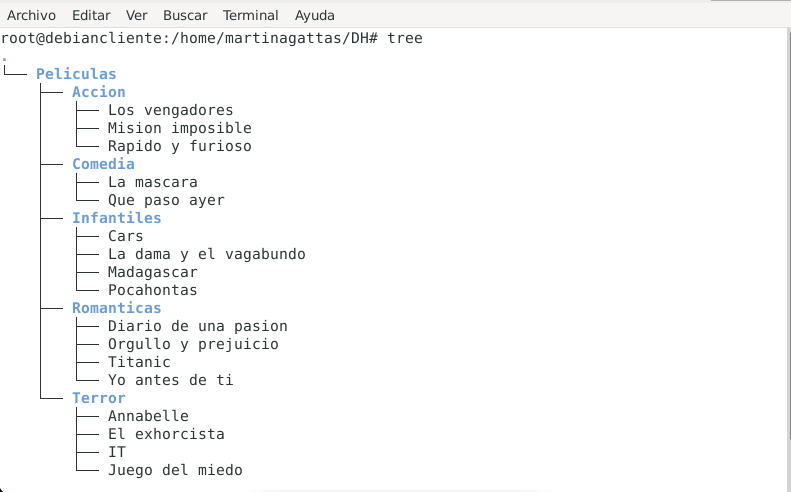 Archivo Editar Ver Buscar Terminal Ayuda
root@debiancliente:/home/martinagattas/DH# tree
.
└── Peliculas
    ├── Accion
    │   ├── Los vengadores
    │   ├── Mision imposible
    │   └── Rapido y furioso
    ├── Comedia
    │   ├── La mascara
    │   └── Que paso ayer
    ├── Infantiles
    │   ├── Cars
    │   ├── La dama y el vagabundo
    │   ├── Madagascar
    │   └── Pocahontas
    ├── Romanticas
    │   ├── Diario de una pasion
    │   ├── Orgullo y prejuicio
    │   ├── Titanic
    │   └── Yo antes de ti
    └── Terror
        ├── Annabelle
        ├── El exhorcista
        ├── IT
        └── Juego del miedo